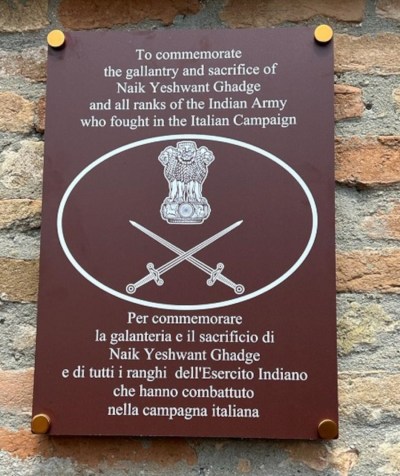 To commemorate
the gallantry and sacrifice of
Naik Yeshwant Ghadge
and all ranks of the Indian Army
who fought in the Italian Campaign
Per commemorare
la galanteria e il sacrificio di
Naik Yeshwant Ghadge
e di tutti i ranghi dell'Esercito Indiano
che hanno combattuto
nella campagna italiana